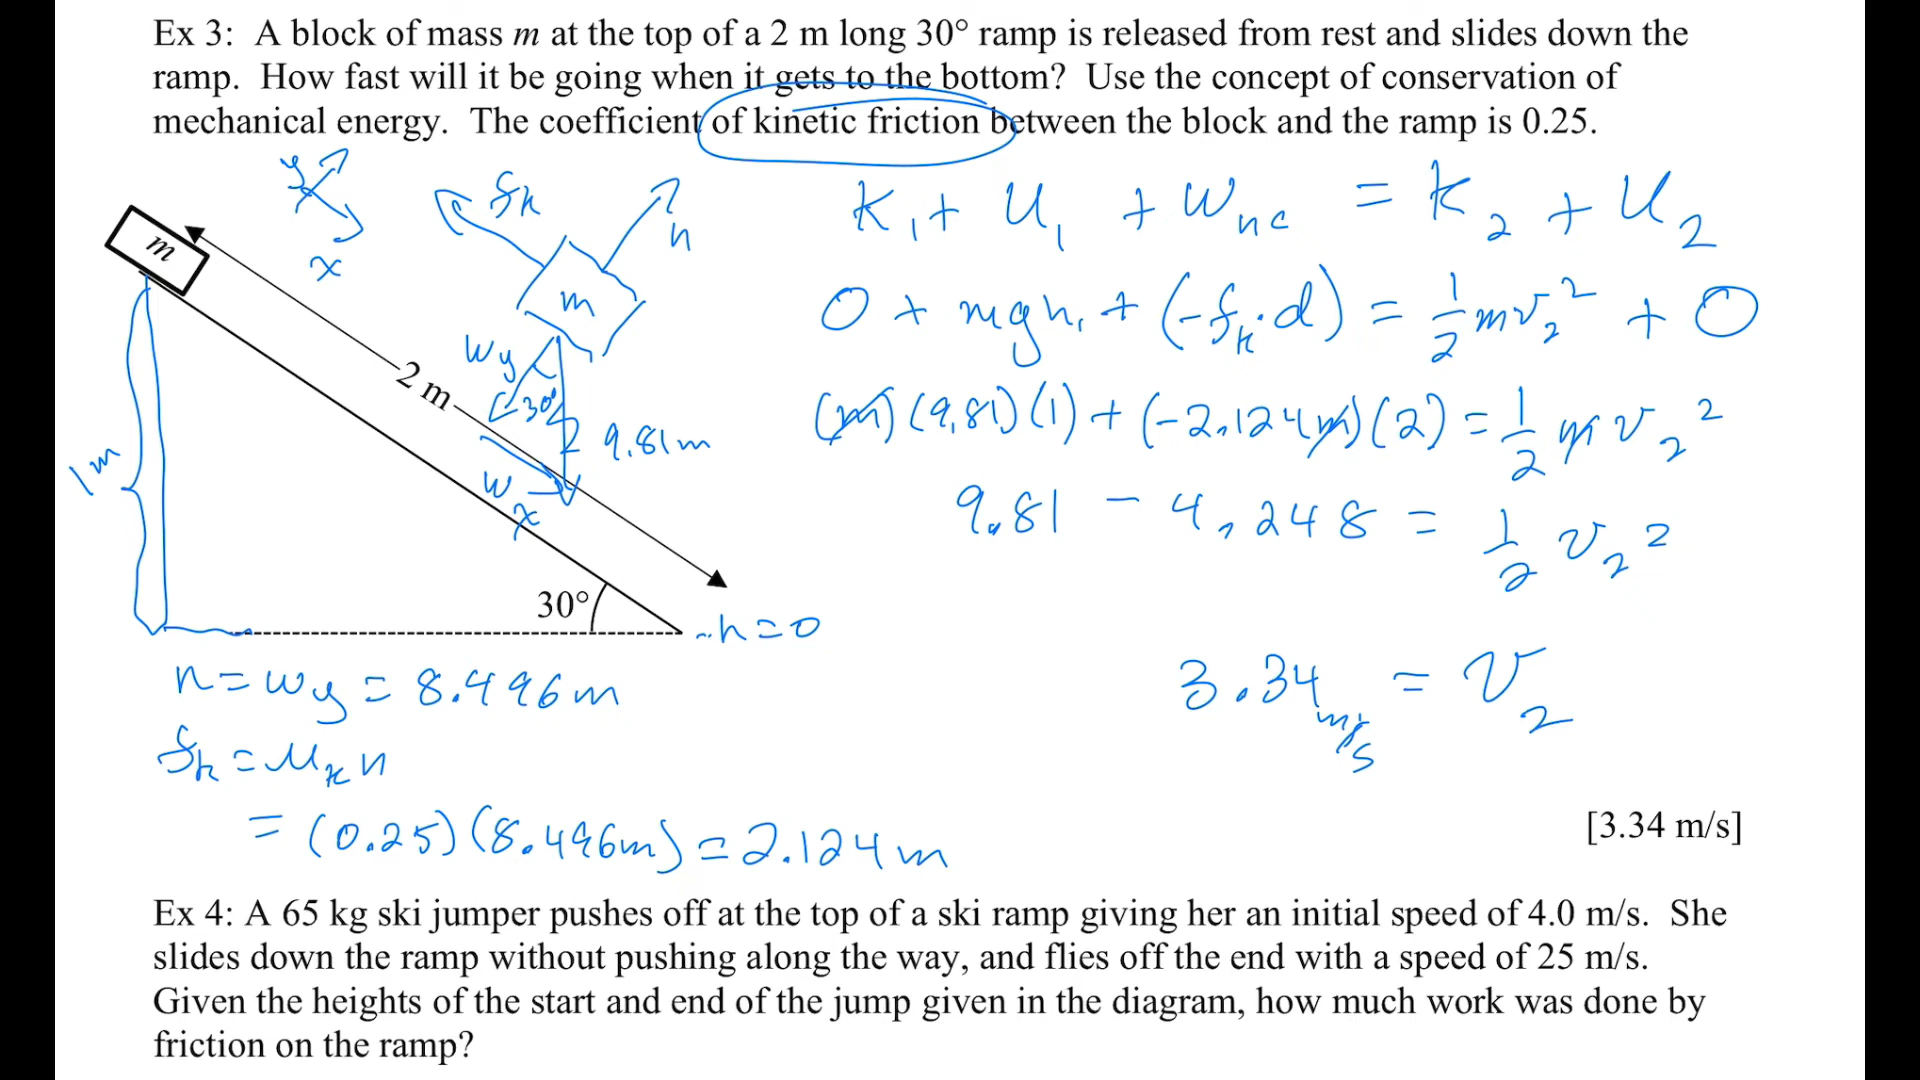 Ex 3: A block of mass m at the top of a 2 m long 30° ramp is released from rest and slides down the
ramp. How fast will it be going when it gets to the bottom? Use the concept of conservation of
mechanical energy. The coefficient of kinetic friction between the block and the ramp is 0.25.
y
x
fk
n
m
m
Wy
30°
9.81m
Wx
2 m
1m
30°
h=0
K₁ + U₁ + Wnc = K₂ + U₂
0 + mgh₁ + (-fk·d) = ½mv₂² + 0
(m)(9.81)(1) + (-2.124m)(2) = ½mv₂²
9.81 - 4.248 = ½v₂²
3.34 m/s = v₂
n = wy = 8.496m
fk = μkn
= (0.25)(8.496m) = 2.124m
[3.34 m/s]
Ex 4: A 65 kg ski jumper pushes off at the top of a ski ramp giving her an initial speed of 4.0 m/s. She
slides down the ramp without pushing along the way, and flies off the end with a speed of 25 m/s.
Given the heights of the start and end of the jump given in the diagram, how much work was done by
friction on the ramp?